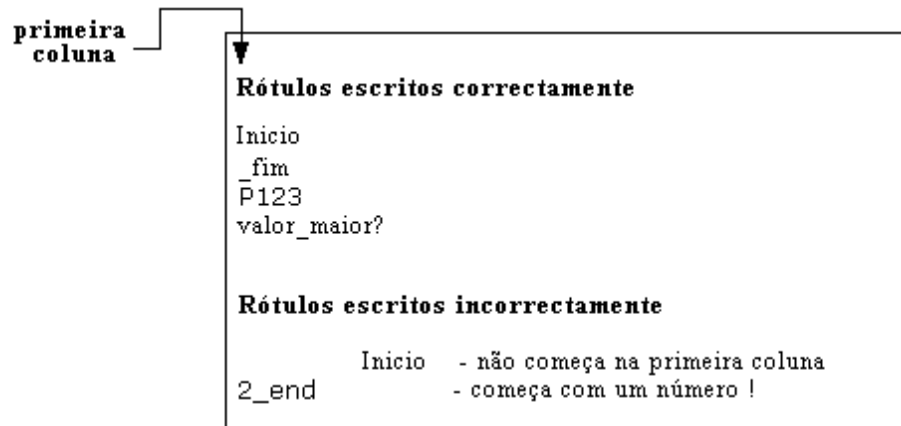 primeira
coluna
Rótulos escritos correctamente
Inicio
_fim
P123
valor_maior?
Rótulos escritos incorrectamente
Inicio - não começa na primeira coluna
2_end - começa com um número !